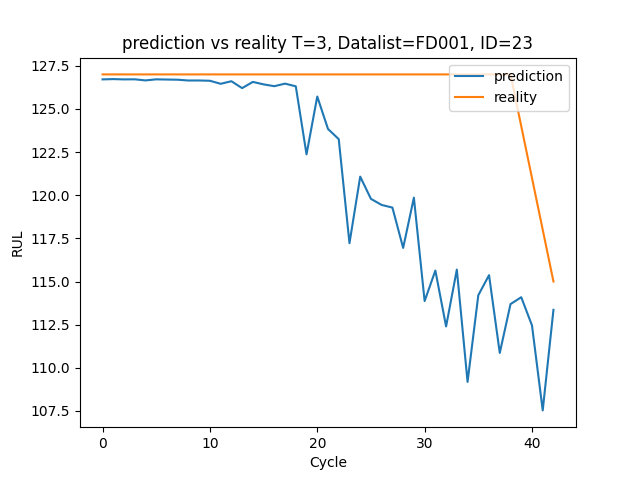 prediction vs reality T=3, Datalist=FD001, ID=23
prediction
reality
127.5
125.0
122.5
120.0
117.5
115.0
112.5
110.0
107.5
RUL
0
10
20
30
40
Cycle